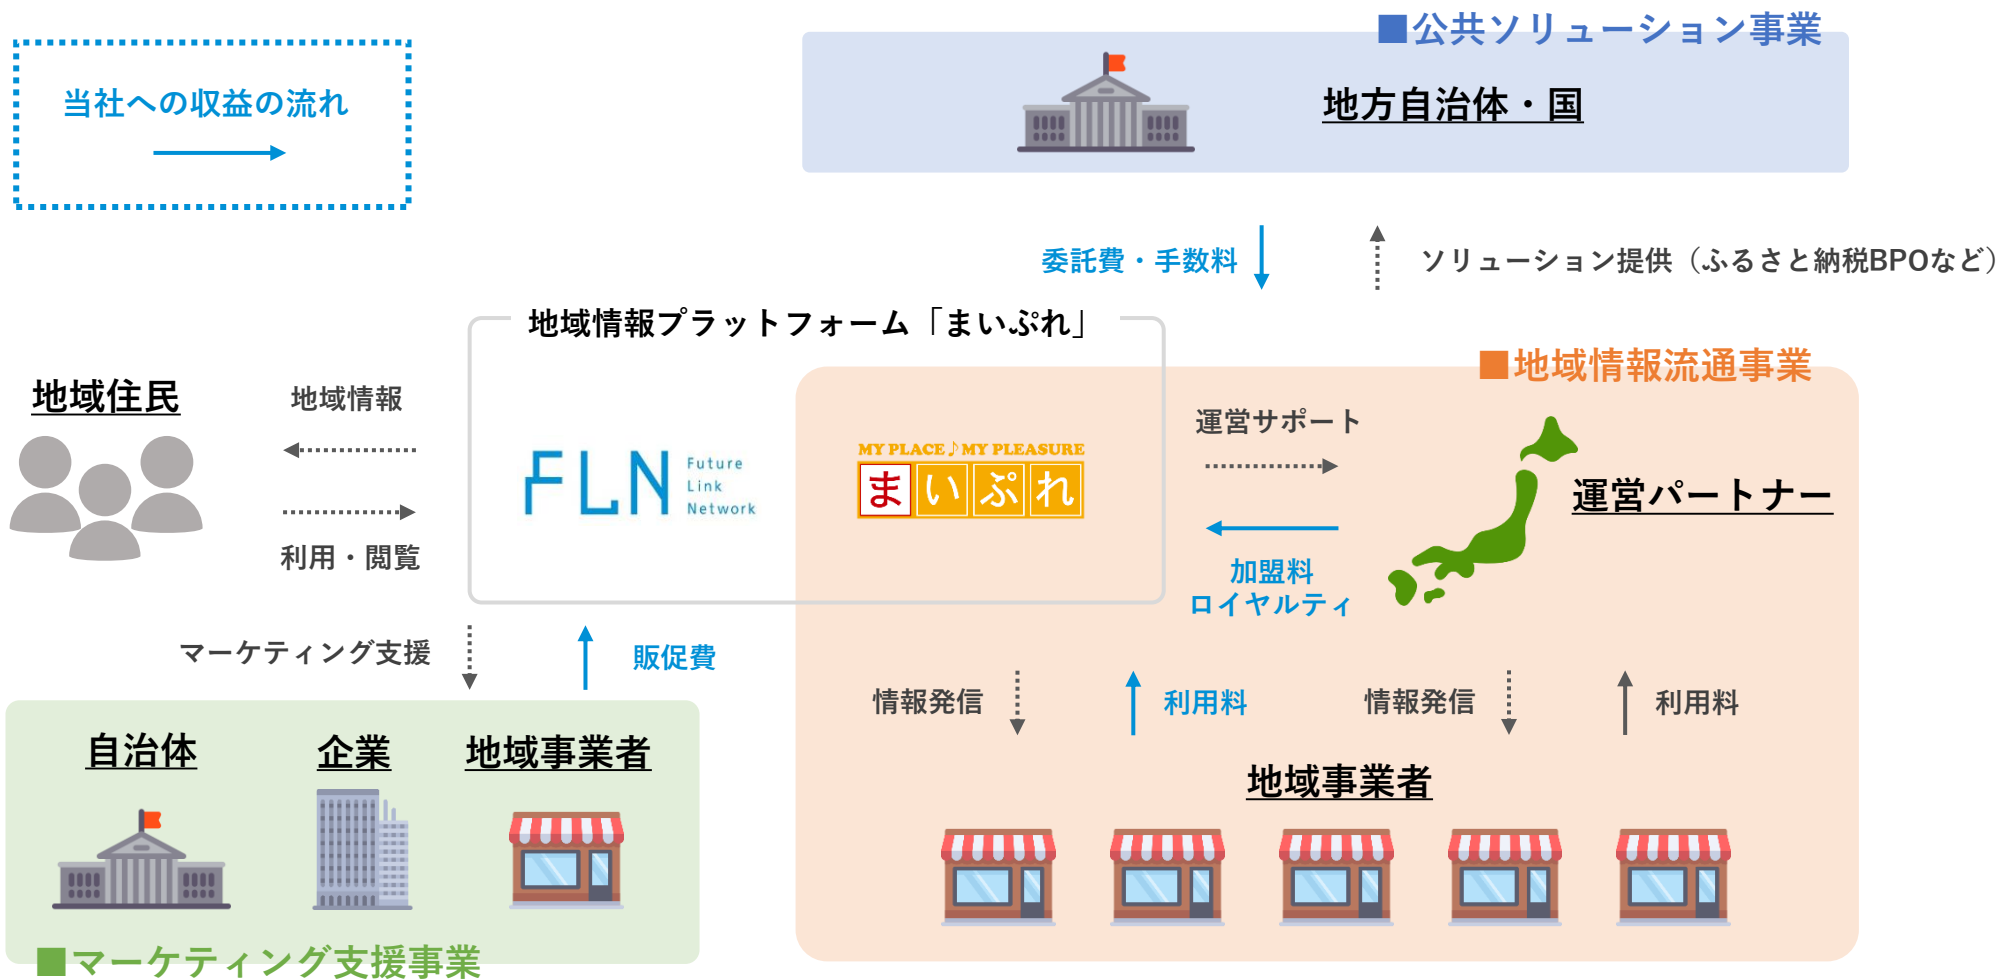 ■公共ソリューション事業
当社への収益の流れ
地方自治体・国
委託費・手数料
ソリューション提供（ふるさと納税BPOなど）
地域情報プラットフォーム「まいぷれ」
■地域情報流通事業
地域住民
地域情報
利用・閲覧
FLN
Future
Link
Network
MY PLACE♪MY PLEASURE
まいぷれ
運営サポート
運営パートナー
加盟料
ロイヤルティ
マーケティング支援
販促費
情報発信
利用料
情報発信
利用料
自治体
企業
地域事業者
地域事業者
■マーケティング支援事業